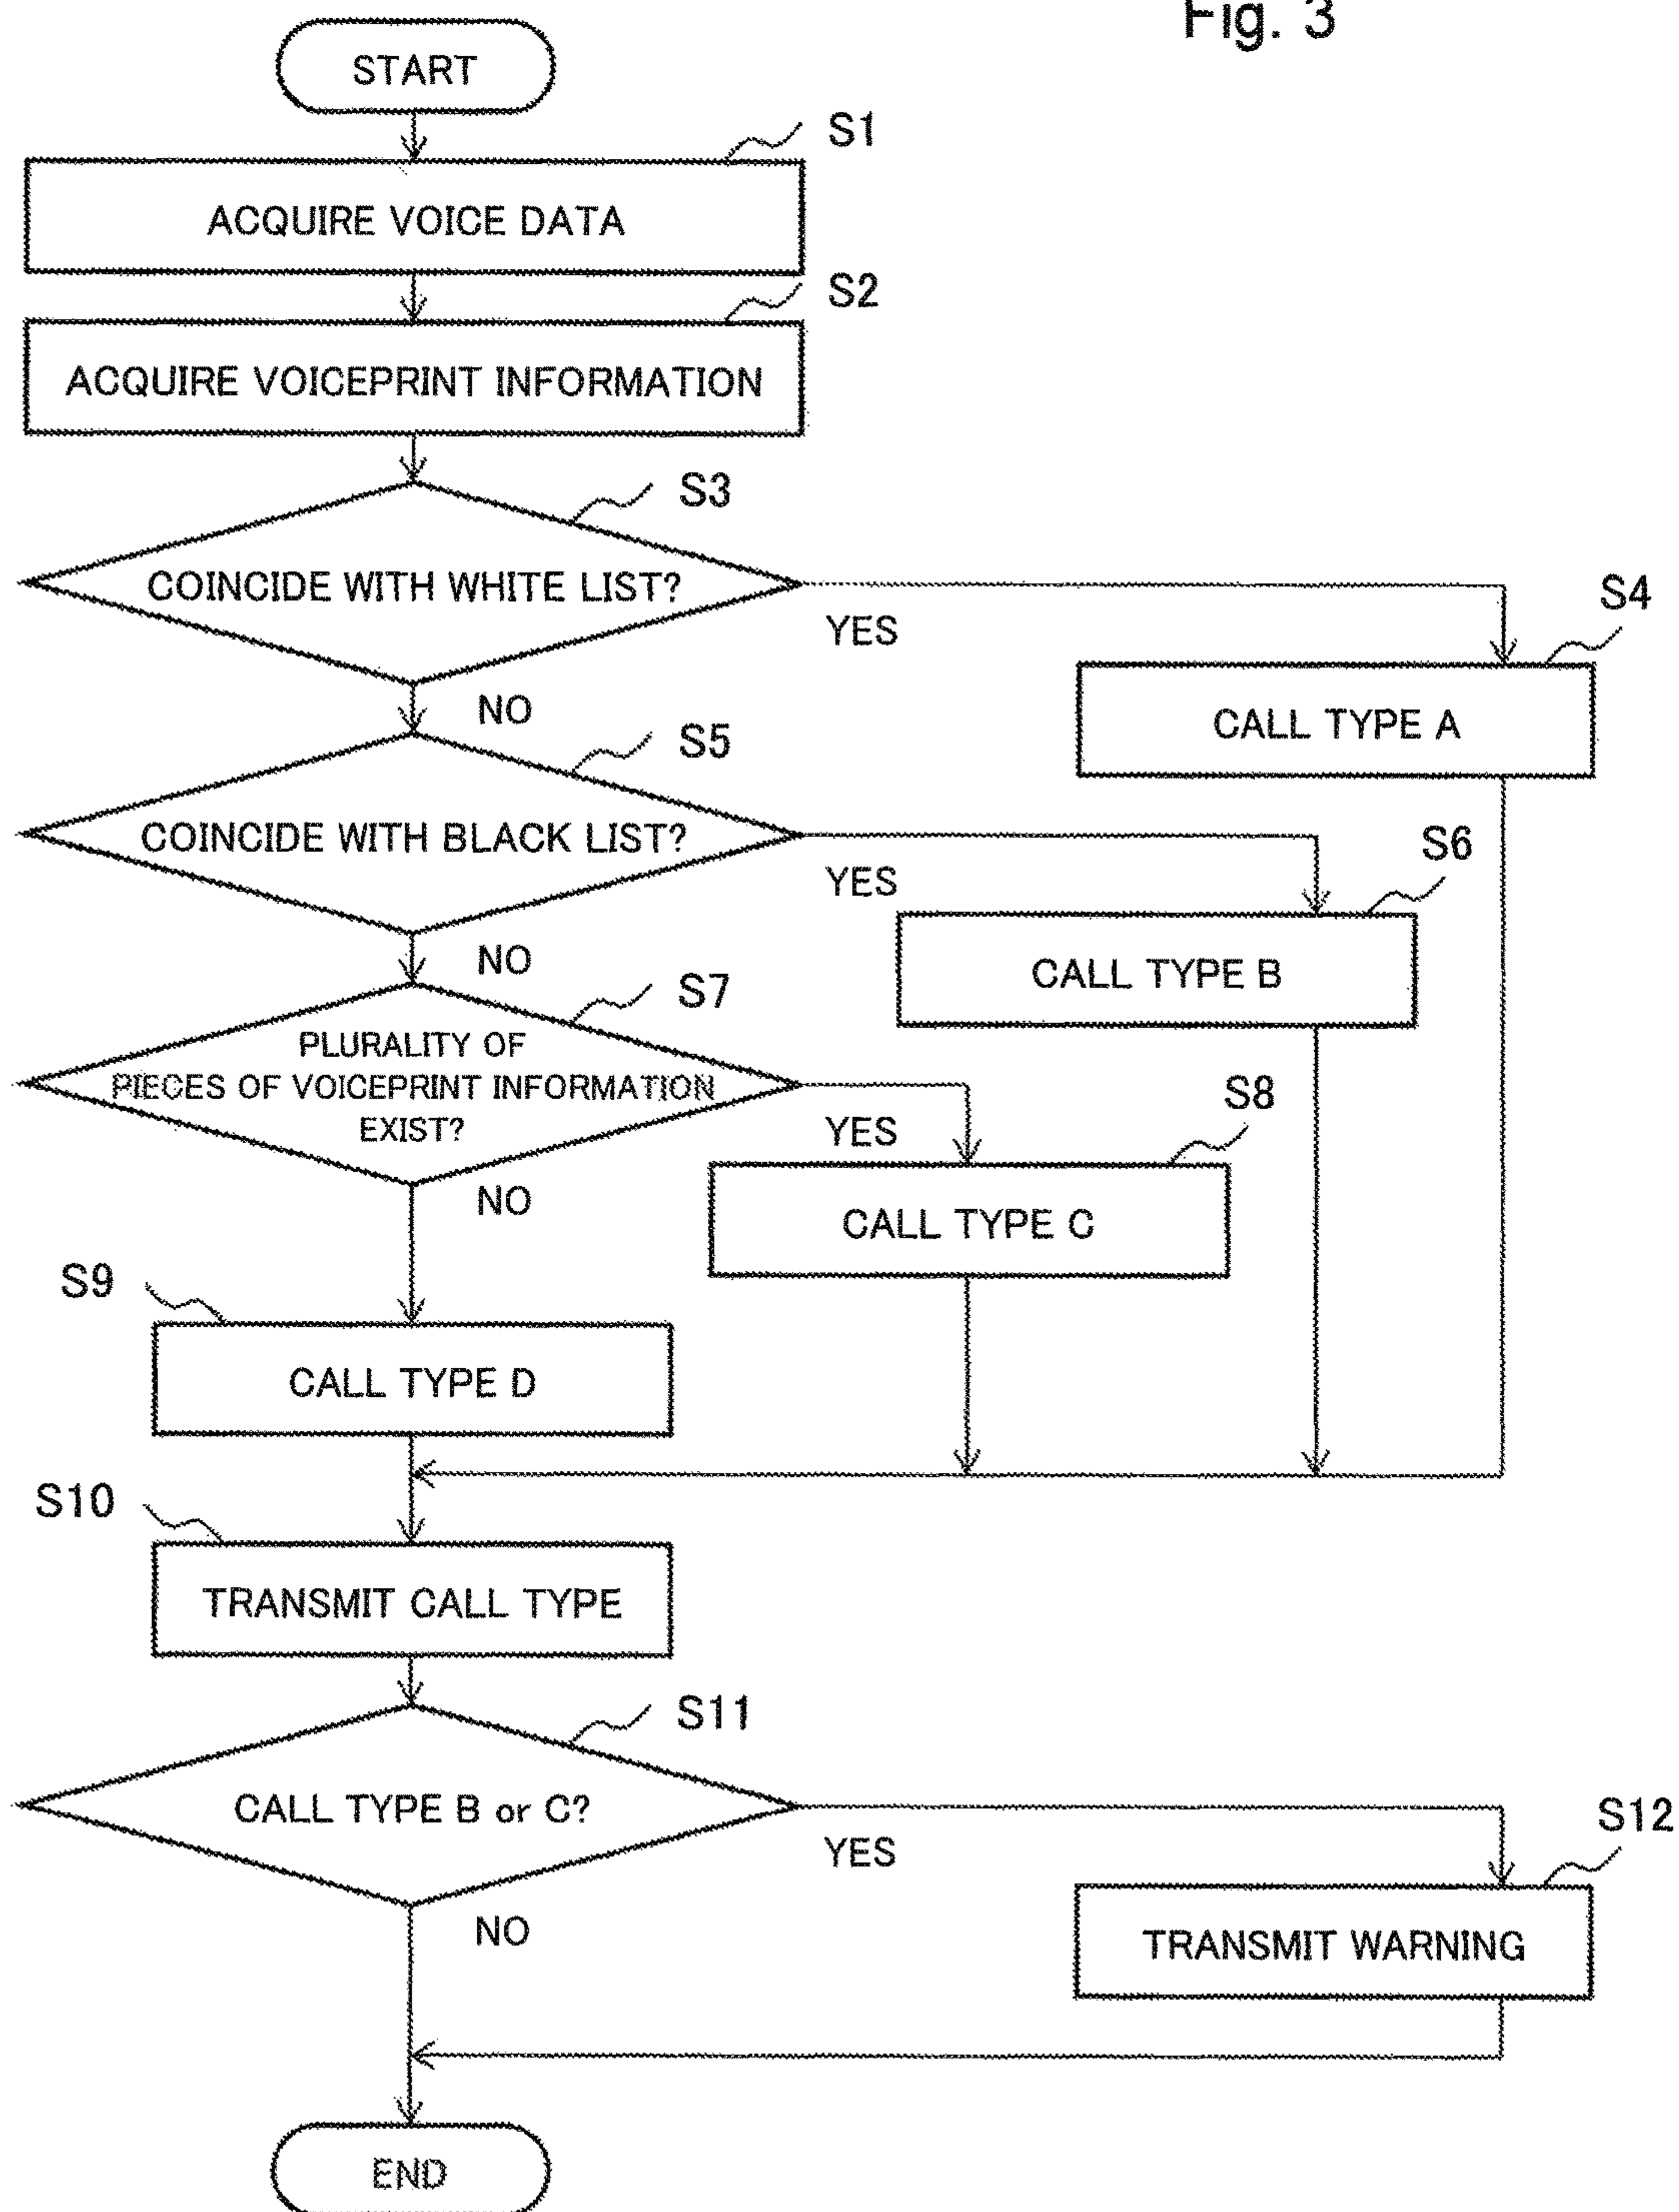 Fig. 3
START
S1
ACQUIRE VOICE DATA
S2
ACQUIRE VOICEPRINT INFORMATION
S3
COINCIDE WITH WHITE LIST?
YES
S4
CALL TYPE A
NO
S5
COINCIDE WITH BLACK LIST?
YES
S6
CALL TYPE B
NO
S7
PLURALITY OF
PIECES OF VOICEPRINT INFORMATION
EXIST?
YES
S8
CALL TYPE C
NO
S9
CALL TYPE D
S10
TRANSMIT CALL TYPE
S11
CALL TYPE B or C?
YES
S12
TRANSMIT WARNING
NO
END